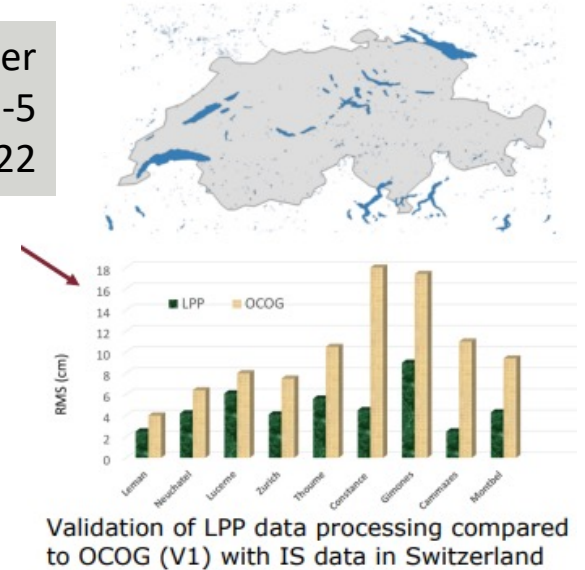 er
-5
22
18
16
14
12
10
8
6
4
2
0
RMS (cm)
LPP OCOG
Leman
Neuchatel
Lucerne
Zurich
Thoume
Constance
Gimones
Cammazes
Montbel
Validation of LPP data processing compared
to OCOG (V1) with IS data in Switzerland